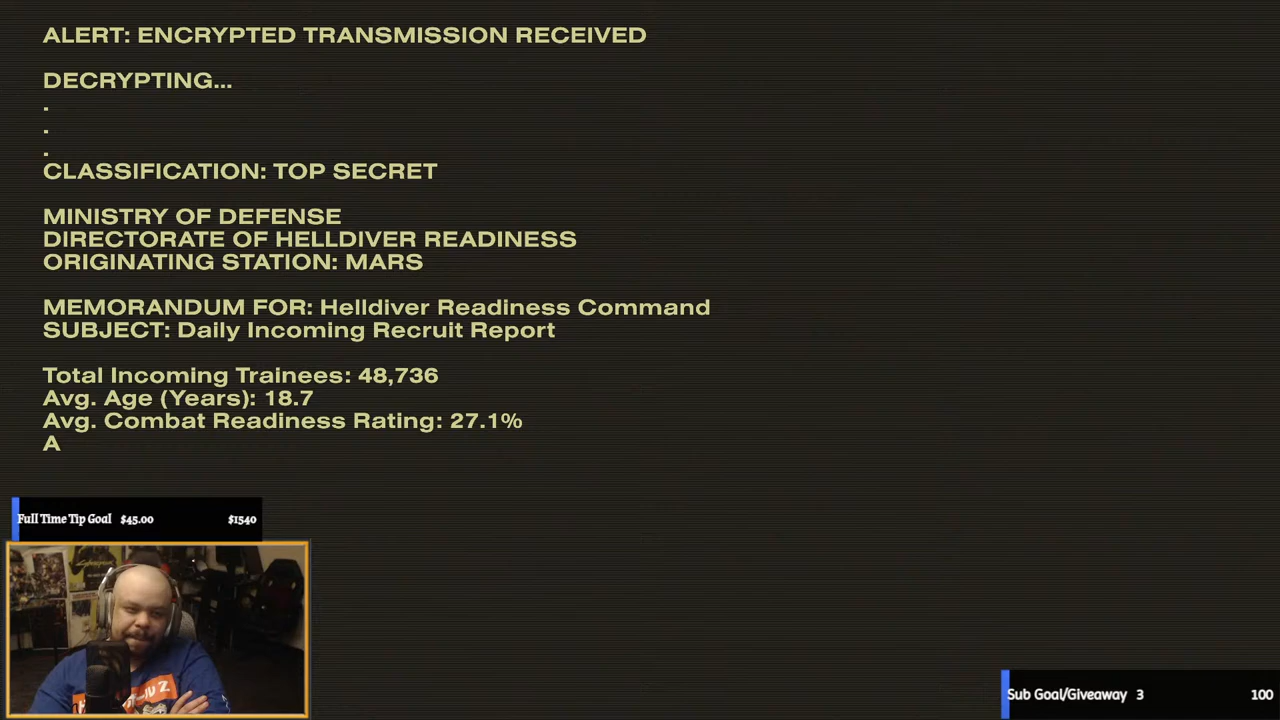 ALERT: ENCRYPTED TRANSMISSION RECEIVED
DECRYPTING...
.
.
.
CLASSIFICATION: TOP SECRET
MINISTRY OF DEFENSE
DIRECTORATE OF HELLDIVER READINESS
ORIGINATING STATION: MARS
MEMORANDUM FOR: Helldiver Readiness Command
SUBJECT: Daily Incoming Recruit Report
Total Incoming Trainees: 48,736
Avg. Age (Years): 18.7
Avg. Combat Readiness Rating: 27.1%
A
Full Time Tip Goal $45.00 $1540
Sub Goal/Giveaway 3 100